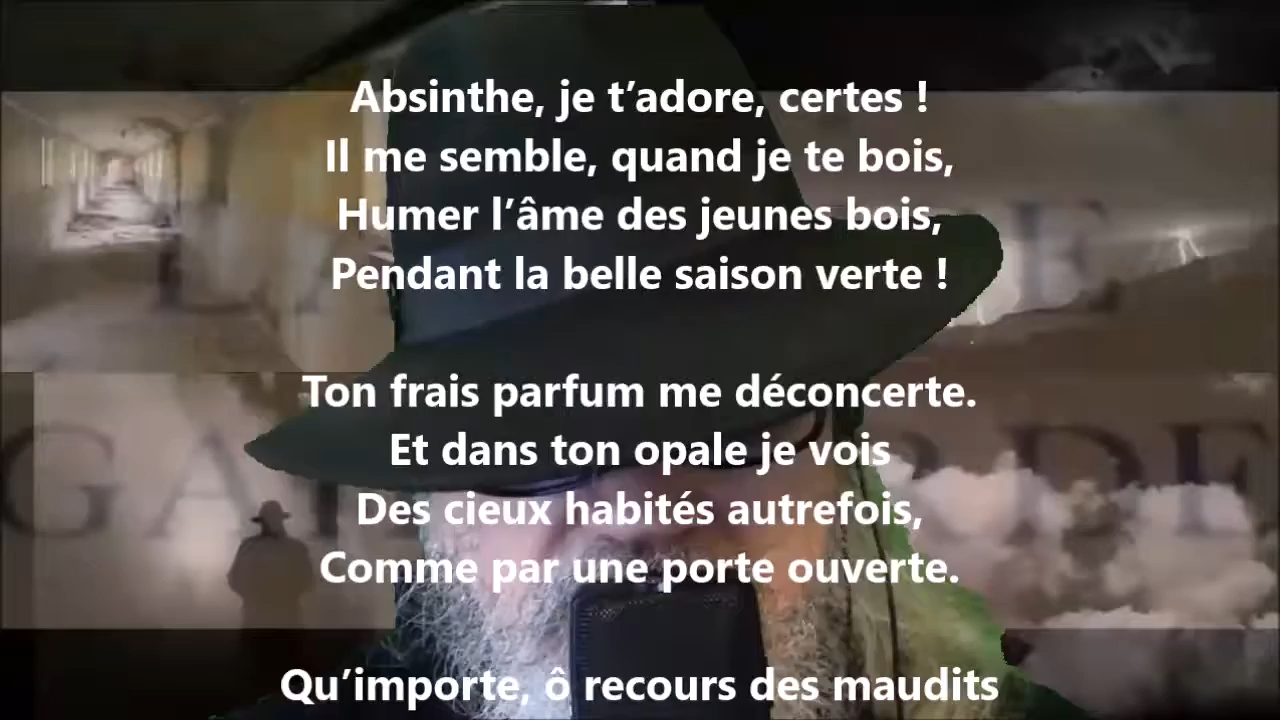 Absinthe, je t’adore, certes !
Il me semble, quand je te bois,
Humer l’âme des jeunes bois,
Pendant la belle saison verte !
Ton frais parfum me déconcerte.
Et dans ton opale je vois
Des cieux habités autrefois,
Comme par une porte ouverte.
Qu’importe, ô recours des maudits